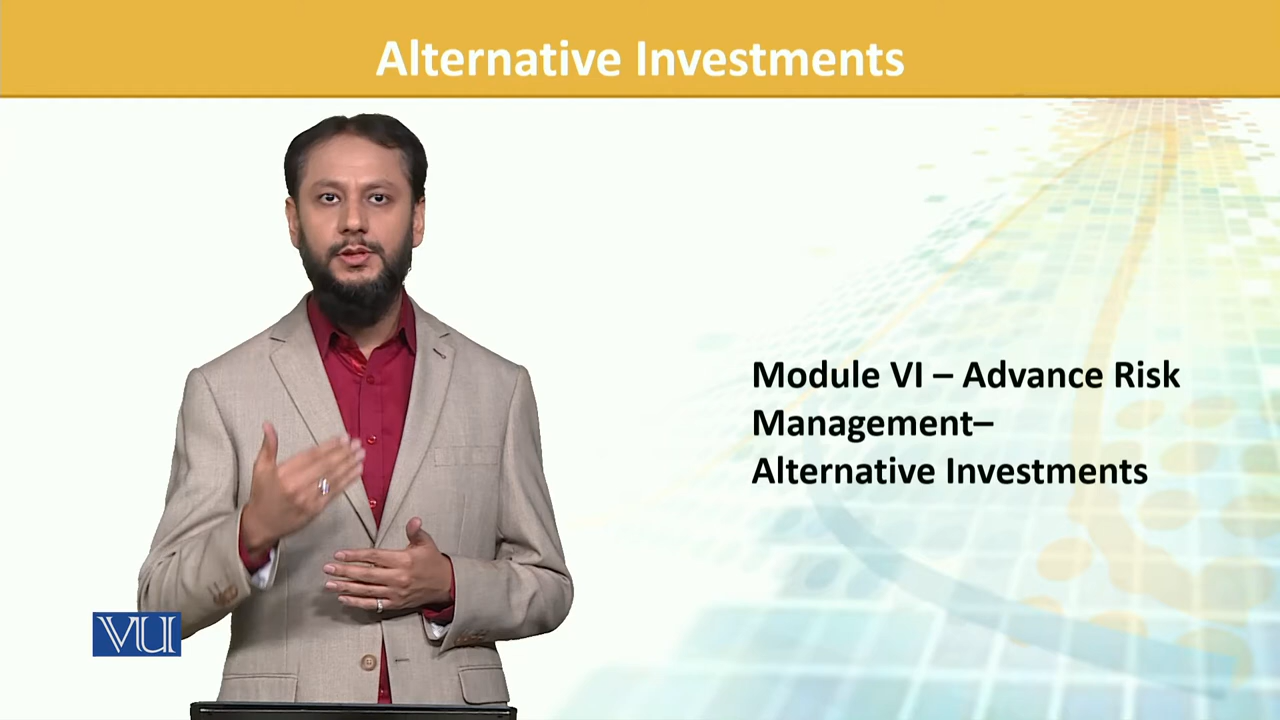 Alternative Investments
Module VI – Advance Risk
Management–
Alternative Investments
VU